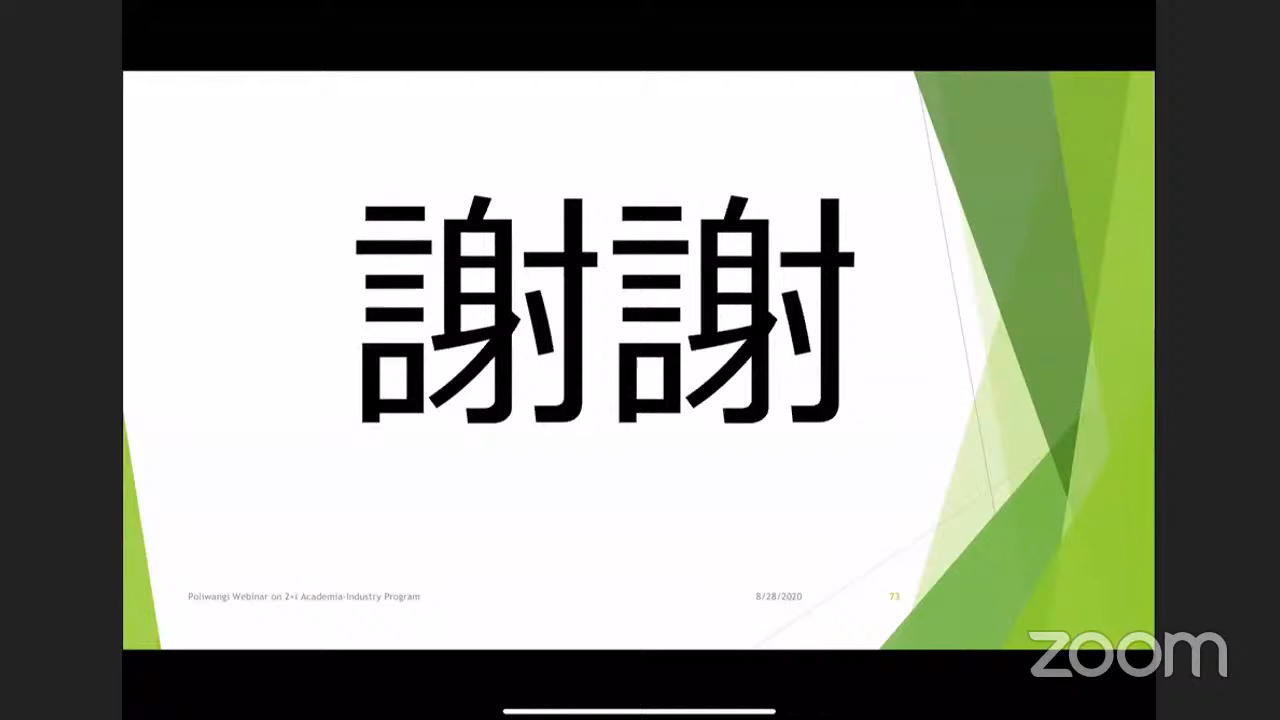 謝謝
Poliwangi Webinar on 2+i Academia-Industry Program
8/28/2020
73
zoom